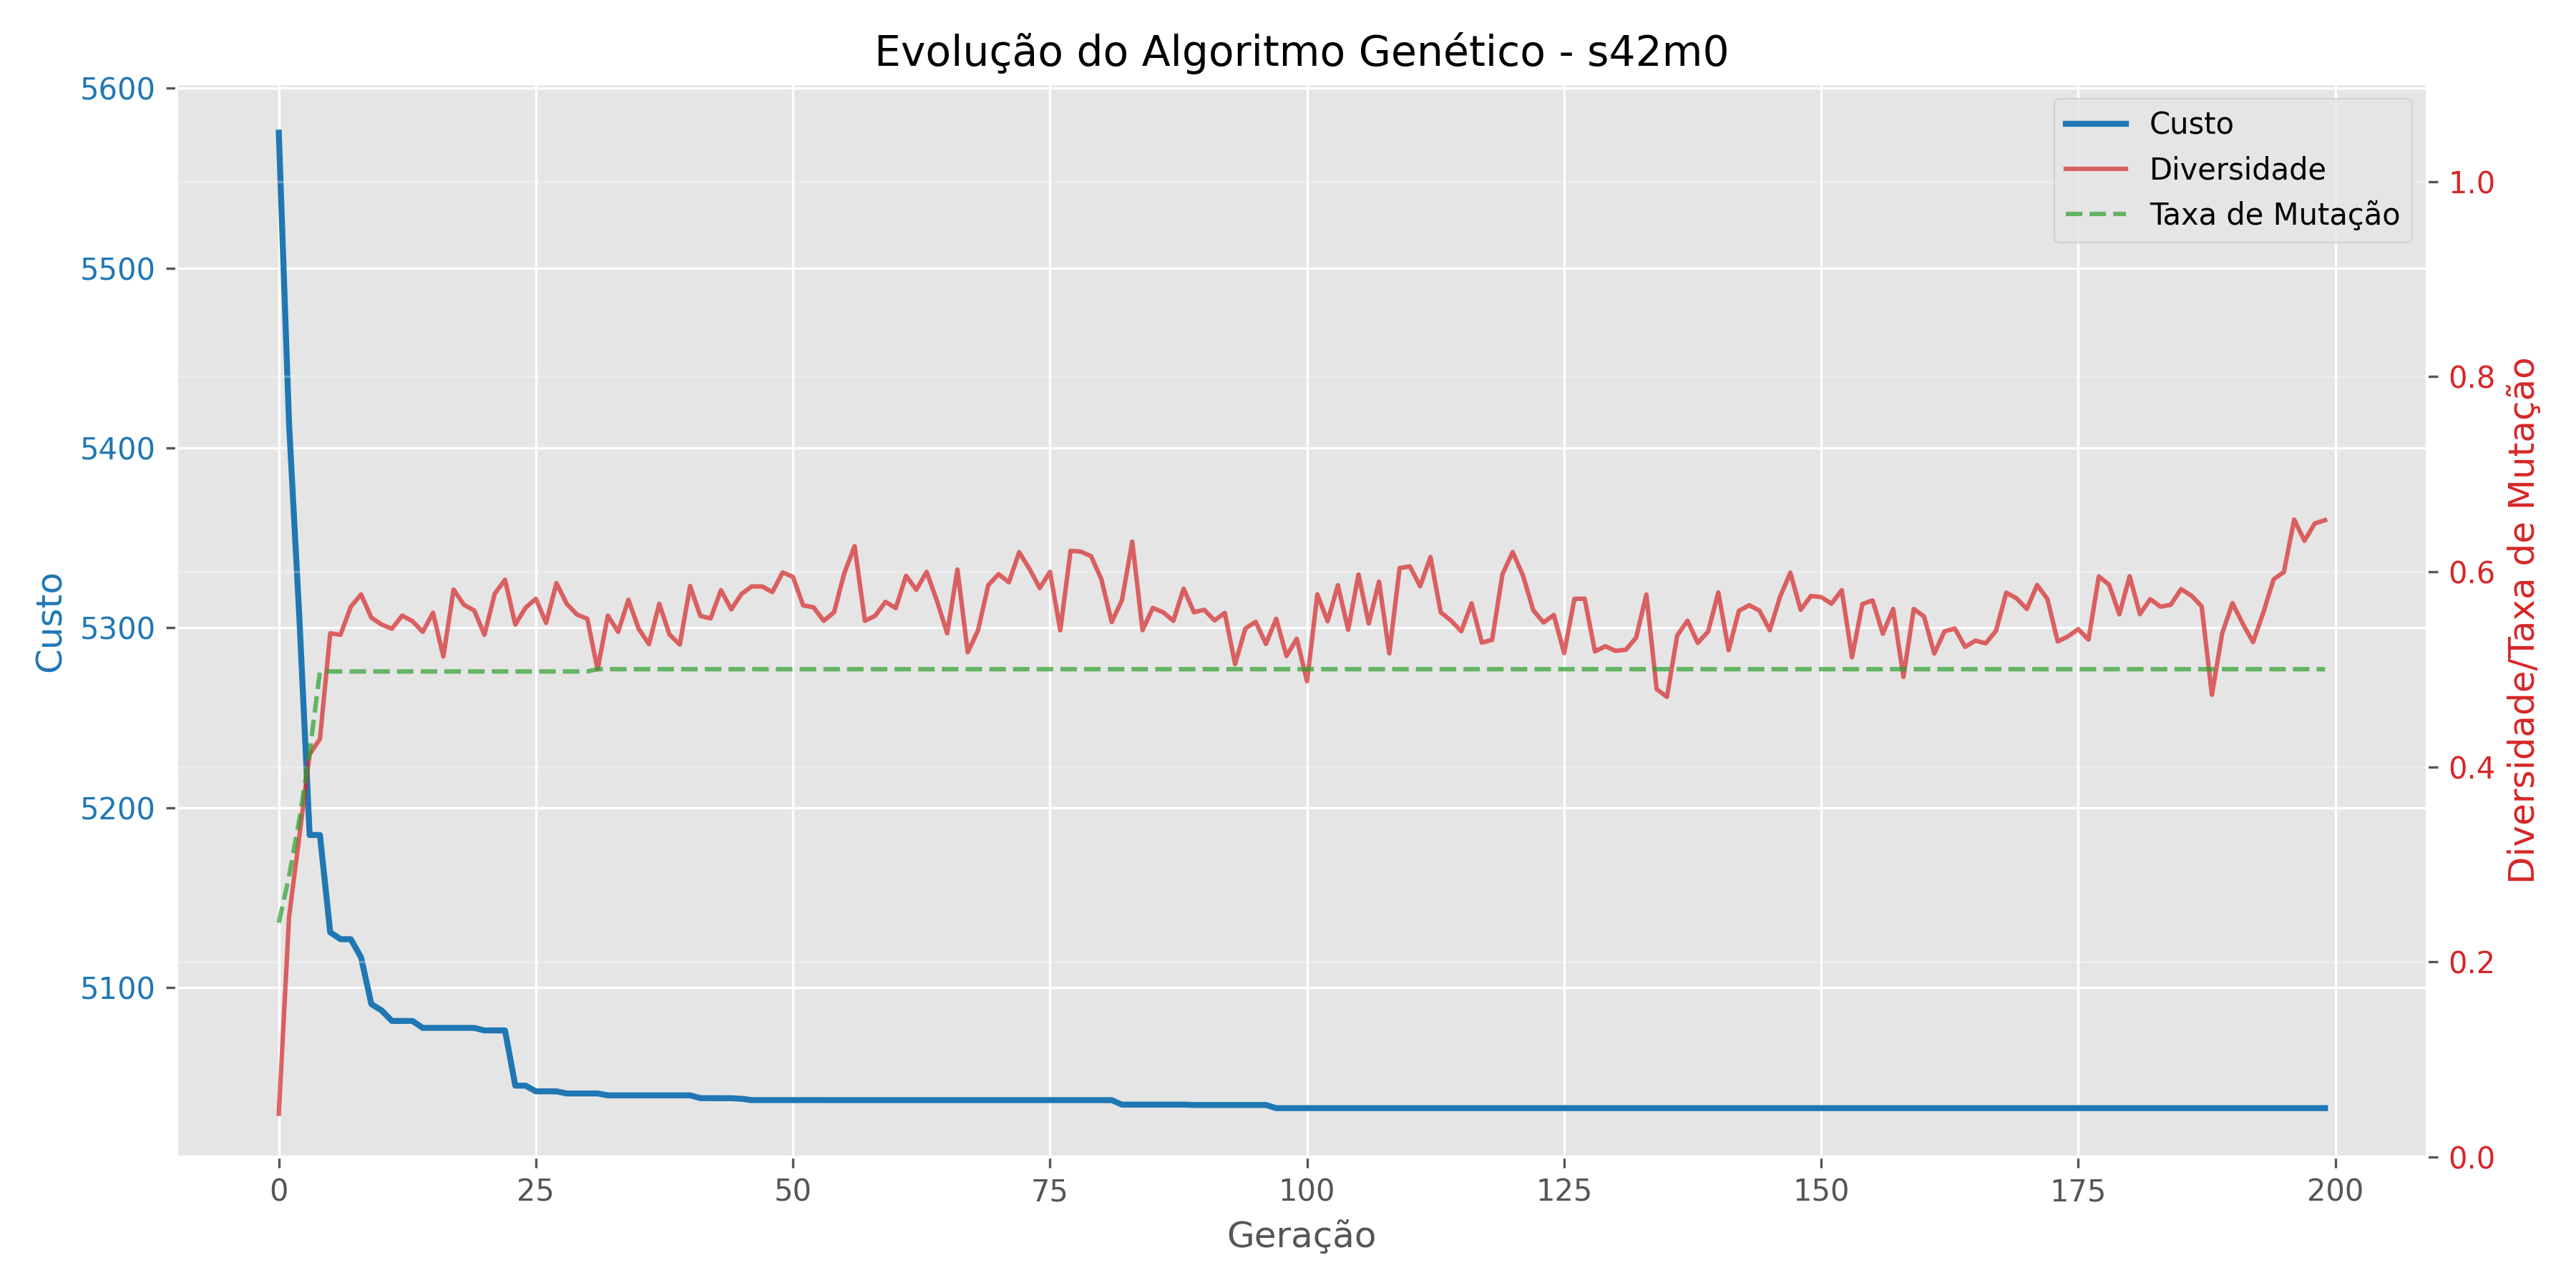 Evolução do Algoritmo Genético - s42m0
Custo
Diversidade
Taxa de Mutação
5600
5500
5400
5300
5200
5100
Custo
1.0
0.8
0.6
0.4
0.2
0.0
Diversidade/Taxa de Mutação
0 25 50 75 100 125 150 175 200
Geração